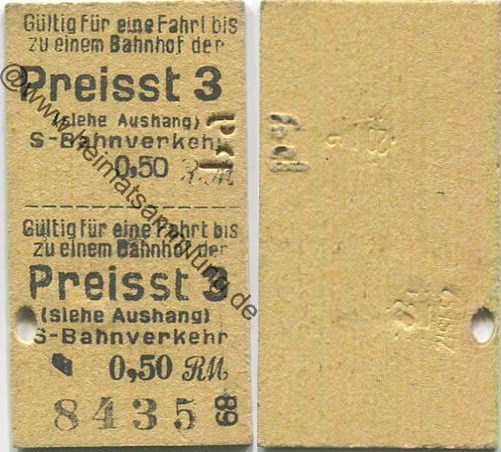 Gültig für eine Fahrt bis
zu einem Bahnhof der
Preisst 3
(siehe Aushang)
S-Bahnverkehr
0,50 RM
La
Gültig für eine Fahrt bis
zu einem Bahnhof der
Preisst 3
(siehe Aushang)
S-Bahnverkehr
0,50 RM
84355
68
@www.heimatsammlung.de